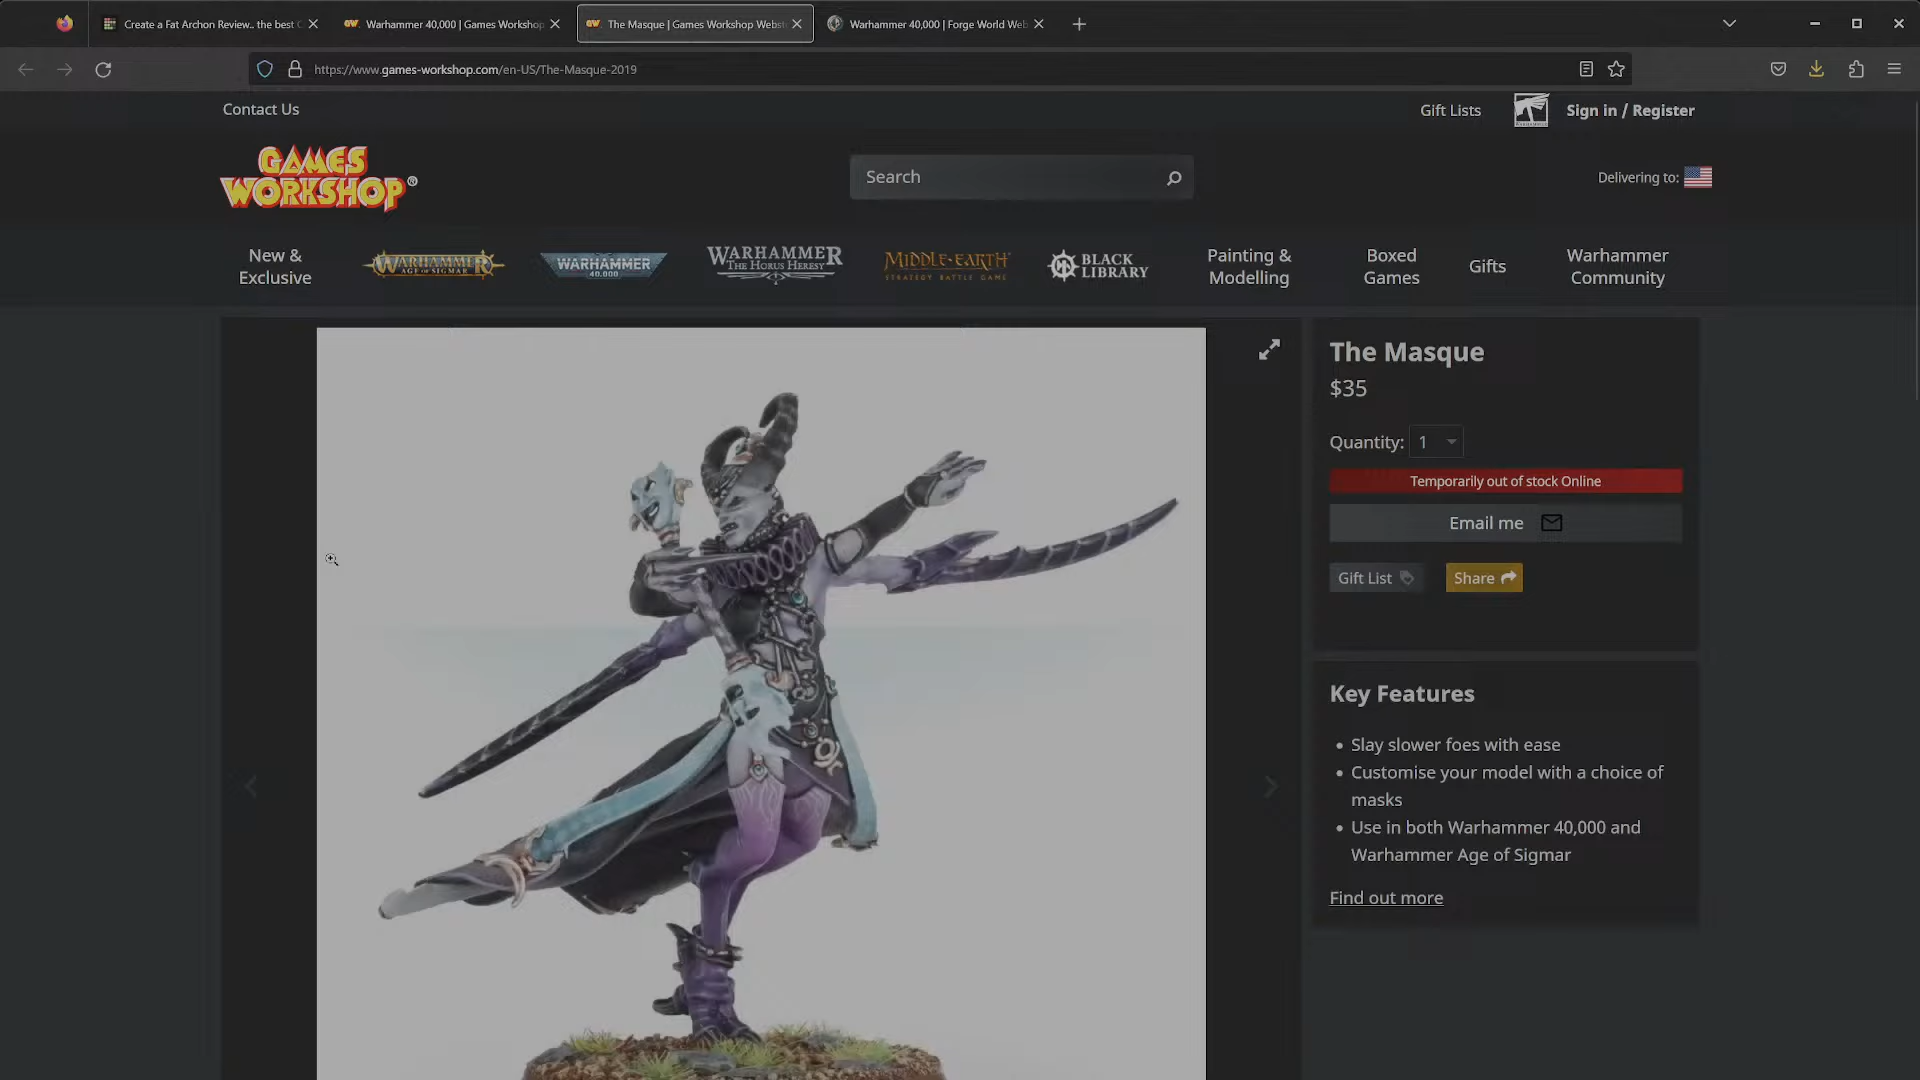 Create a Fat Archon Review.. the best C
Warhammer 40,000 | Games Workshop
The Masque | Games Workshop Webst
Warhammer 40,000 | Forge World Web
https://www.games-workshop.com/en-US/The-Masque-2019
Contact Us
Gift Lists
Sign in / Register
GAMES
WORKSHOP®
Search
Delivering to:
New &
Exclusive
WARHAMMER
AGE OF SIGMAR
WARHAMMER
40,000
WARHAMMER
THE HORUS HERESY
MIDDLE-EARTH
STRATEGY BATTLE GAME
BLACK
LIBRARY
Painting &
Modelling
Boxed
Games
Gifts
Warhammer
Community
The Masque
$35
Quantity: 1
Temporarily out of stock Online
Email me
Gift List
Share
Key Features
• Slay slower foes with ease
• Customise your model with a choice of
masks
• Use in both Warhammer 40,000 and
Warhammer Age of Sigmar
Find out more